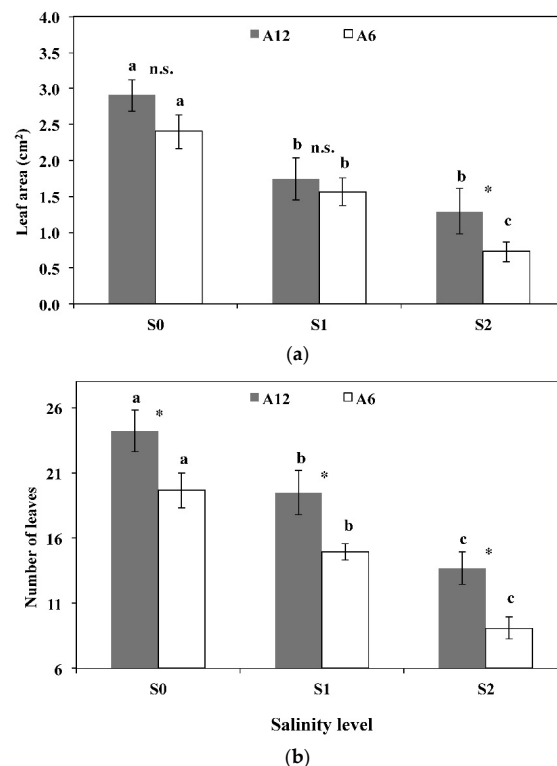 4.0
A12 A6
3.5
a n.s.
3.0
a
2.5
b n.s. b
2.0
b *
1.5
c
1.0
0.5
0.0
Leaf area (cm²)
S0 S1 S2
(a)
a A12 A6
26
*
a b
21
*
b
c
16
*
c
11
6
Number of leaves
S0 S1 S2
Salinity level
(b)